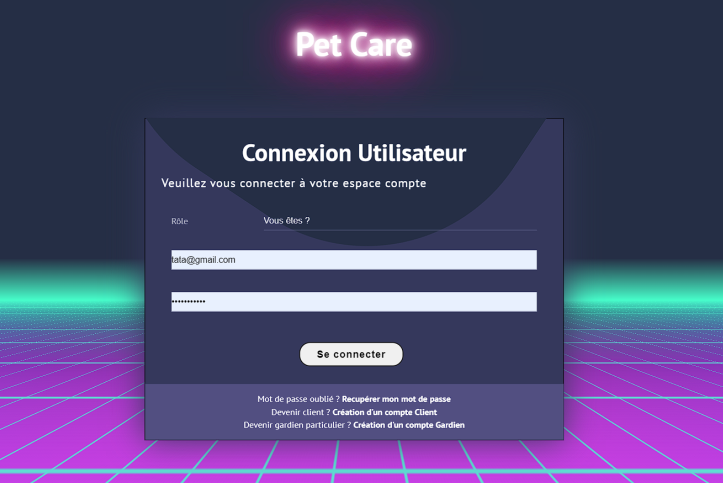 Pet Care
Connexion Utilisateur
Veuillez vous connecter à votre espace compte
Rôle Vous êtes ?
tata@gmail.com
•••••••••••
Se connecter
Mot de passe oublié ? Recupérer mon mot de passe
Devenir client ? Création d'un compte Client
Devenir gardien particulier ? Création d'un compte Gardien